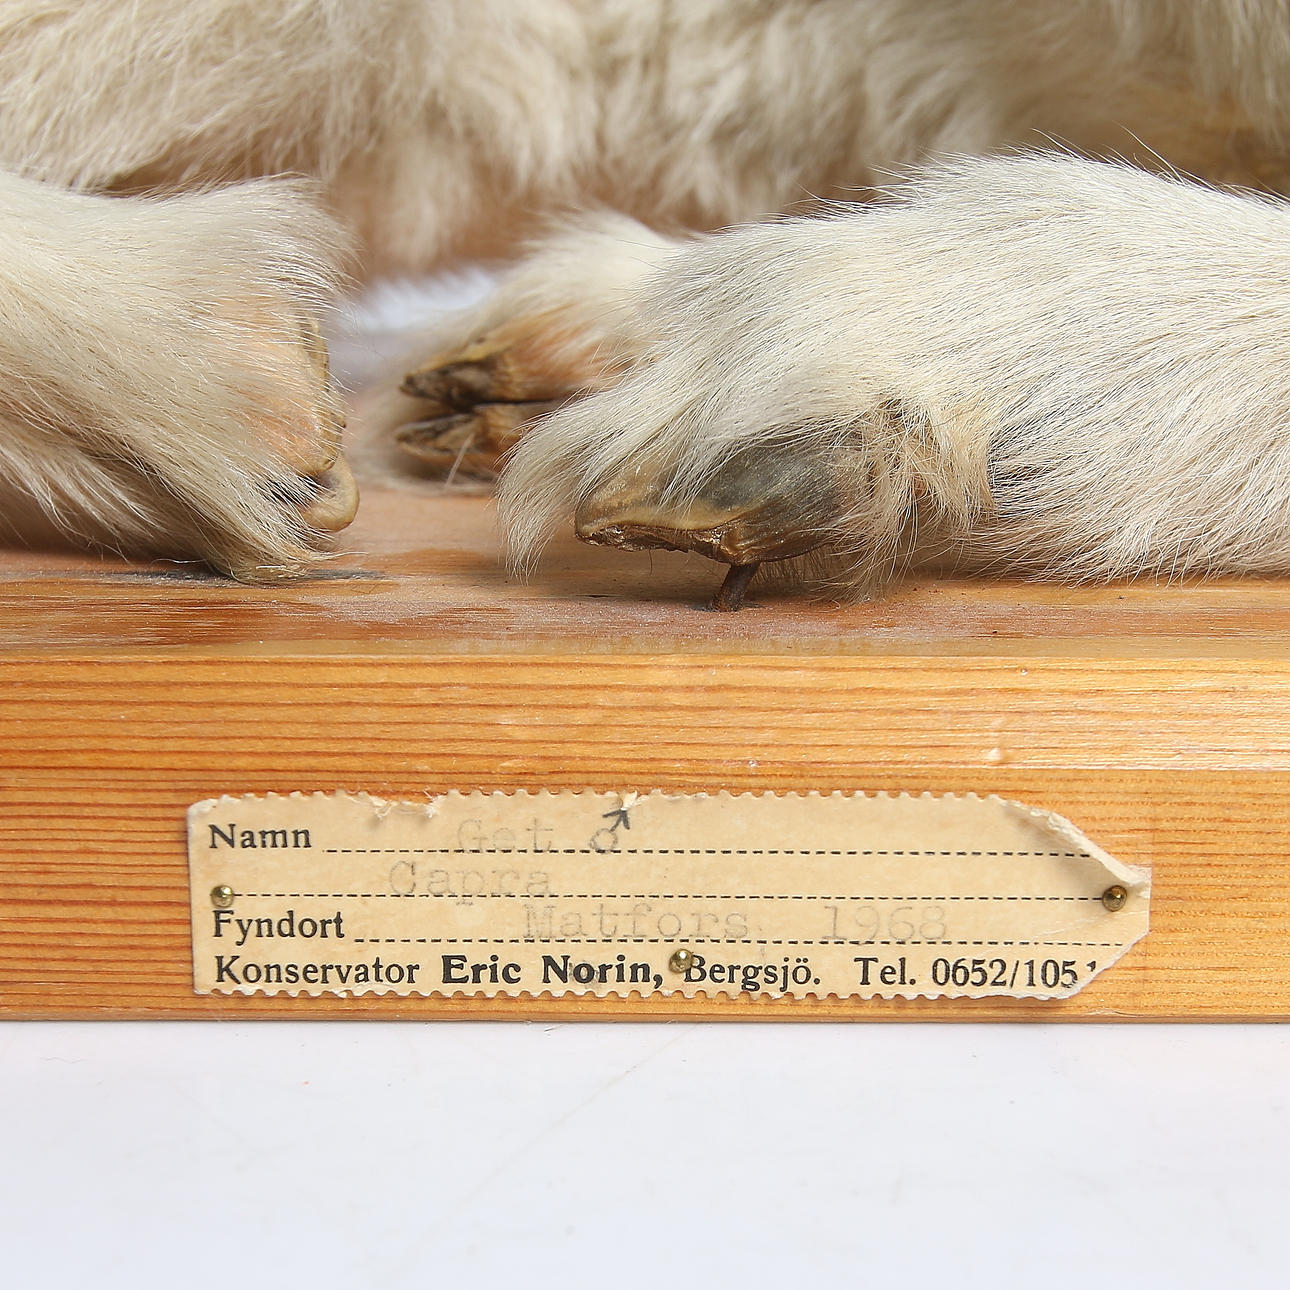 Namn Get ♂
Capra
Fyndort Matfors 1968
Konservator Eric Norin, Bergsjö. Tel. 0652/105